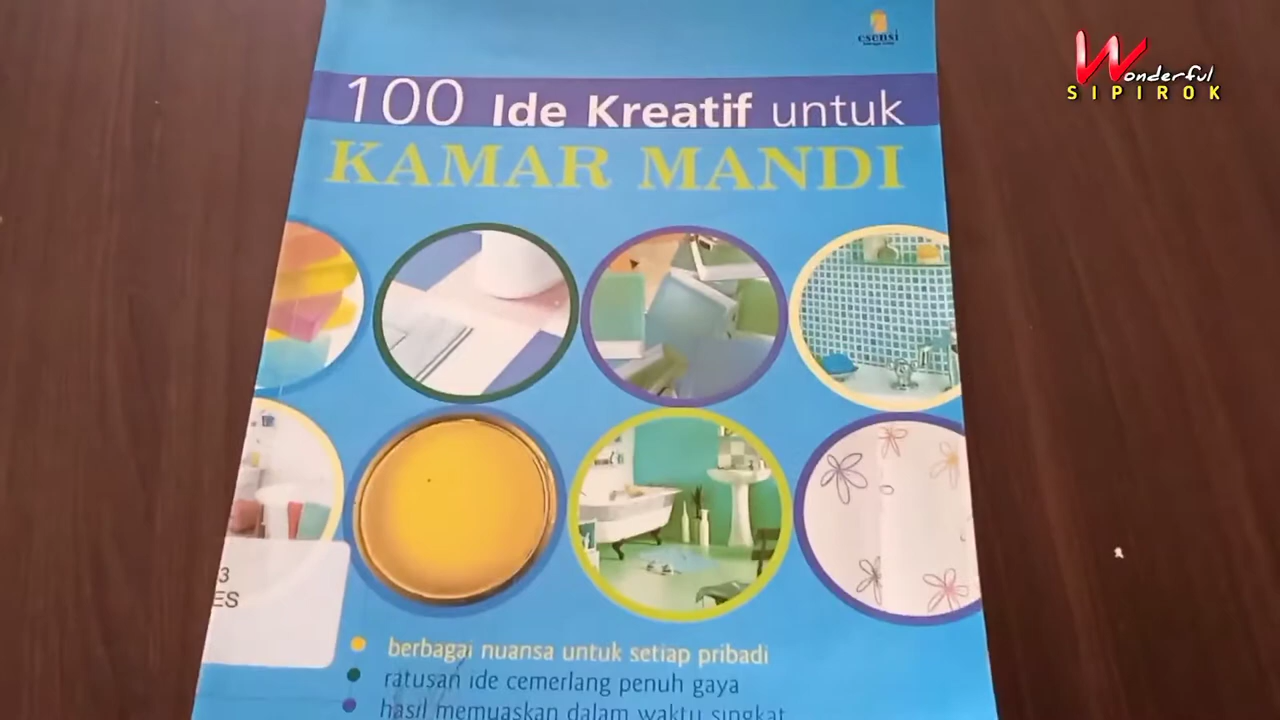 esensi
Wonderful
SIPIROK
100 Ide Kreatif untuk
KAMAR MANDI
3
ES
berbagai nuansa untuk setiap pribadi
ratusan ide cemerlang penuh gaya
hasil memuaskan dalam waktu singkat